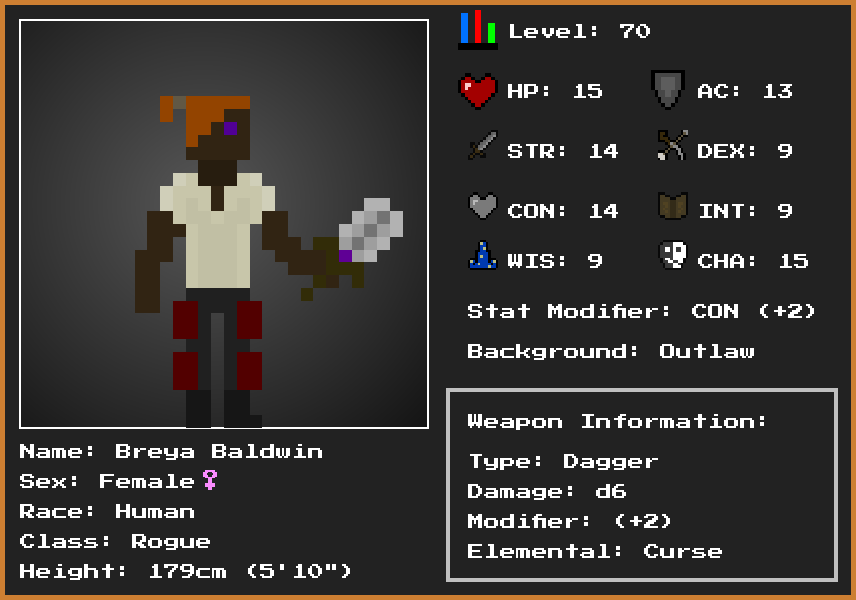 Level: 70
HP: 15
AC: 13
STR: 14
DEX: 9
CON: 14
INT: 9
WIS: 9
CHA: 15
Stat Modifier: CON (+2)
Background: Outlaw
Weapon Information:
Type: Dagger
Damage: d6
Modifier: (+2)
Elemental: Curse
Name: Breya Baldwin
Sex: Female♀
Race: Human
Class: Rogue
Height: 179cm (5'10")